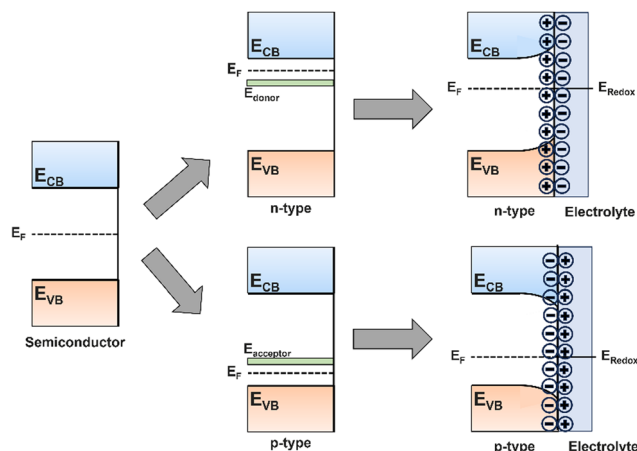 E_CB
E_F
E_VB
Semiconductor
E_CB
E_F
E_donor
E_VB
n-type
E_CB
E_F
E_Redox
E_VB
n-type Electrolyte
E_CB
E_acceptor
E_F
E_VB
p-type
E_CB
E_F
E_Redox
E_VB
p-type Electrolyte